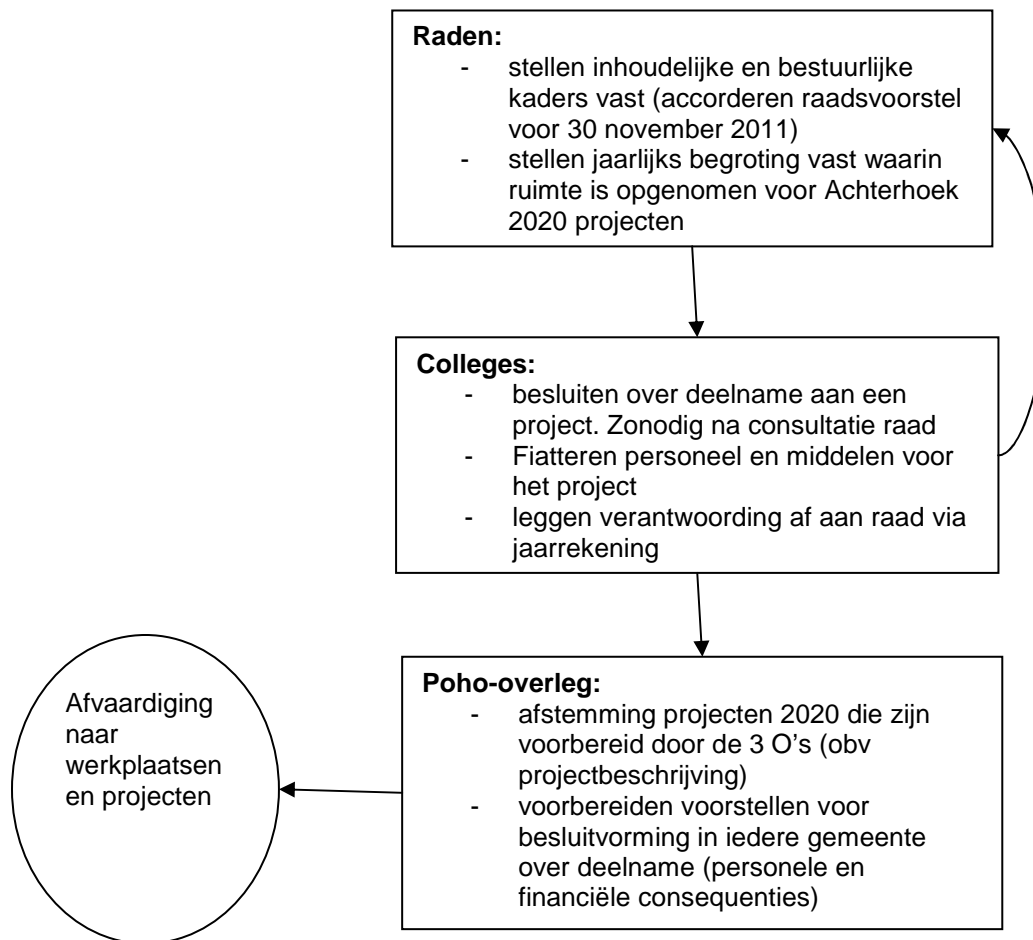 Raden:
- stellen inhoudelijke en bestuurlijke
kaders vast (accorderen raadsvoorstel
voor 30 november 2011)
- stellen jaarlijks begroting vast waarin
ruimte is opgenomen voor Achterhoek
2020 projecten
Colleges:
- besluiten over deelname aan een
project. Zonodig na consultatie raad
- Fiatteren personeel en middelen voor
het project
- leggen verantwoording af aan raad via
jaarrekening
Poho-overleg:
- afstemming projecten 2020 die zijn
voorbereid door de 3 O’s (obv
projectbeschrijving)
- voorbereiden voorstellen voor
besluitvorming in iedere gemeente
over deelname (personele en
financiële consequenties)
Afvaardiging
naar
werkplaatsen
en projecten